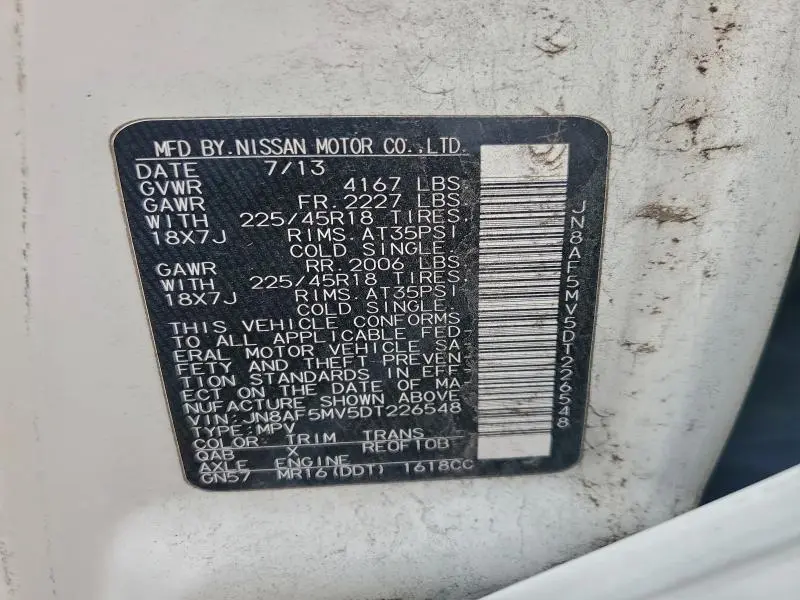 MFD BY.NISSAN MOTOR CO.,LTD.
DATE 7/13
GVWR 4167 LBS
GAWR FR. 2227 LBS
WITH 225/45R18 TIRES.
18X7J RIMS. AT35PSI
COLD SINGLE.
GAWR RR. 2006 LBS
WITH 225/45R18 TIRES.
18X7J RIMS. AT35PSI
COLD SINGLE.
THIS VEHICLE CONFORMS
TO ALL APPLICABLE FED-
ERAL MOTOR VEHICLE SA
FETY AND THEFT PREVEN
TION STANDARDS IN EFF
ECT ON THE DATE OF MA
NUFACTURE SHOWN ABOVE
VIN: JN8AF5MV5DT226548
TYPE: MPV
COLOR TRIM TRANS
QAB X RE0F10B
AXLE ENGINE
GN57 MR16(DDT) 1618CC
JN8AF5MV5DT226548